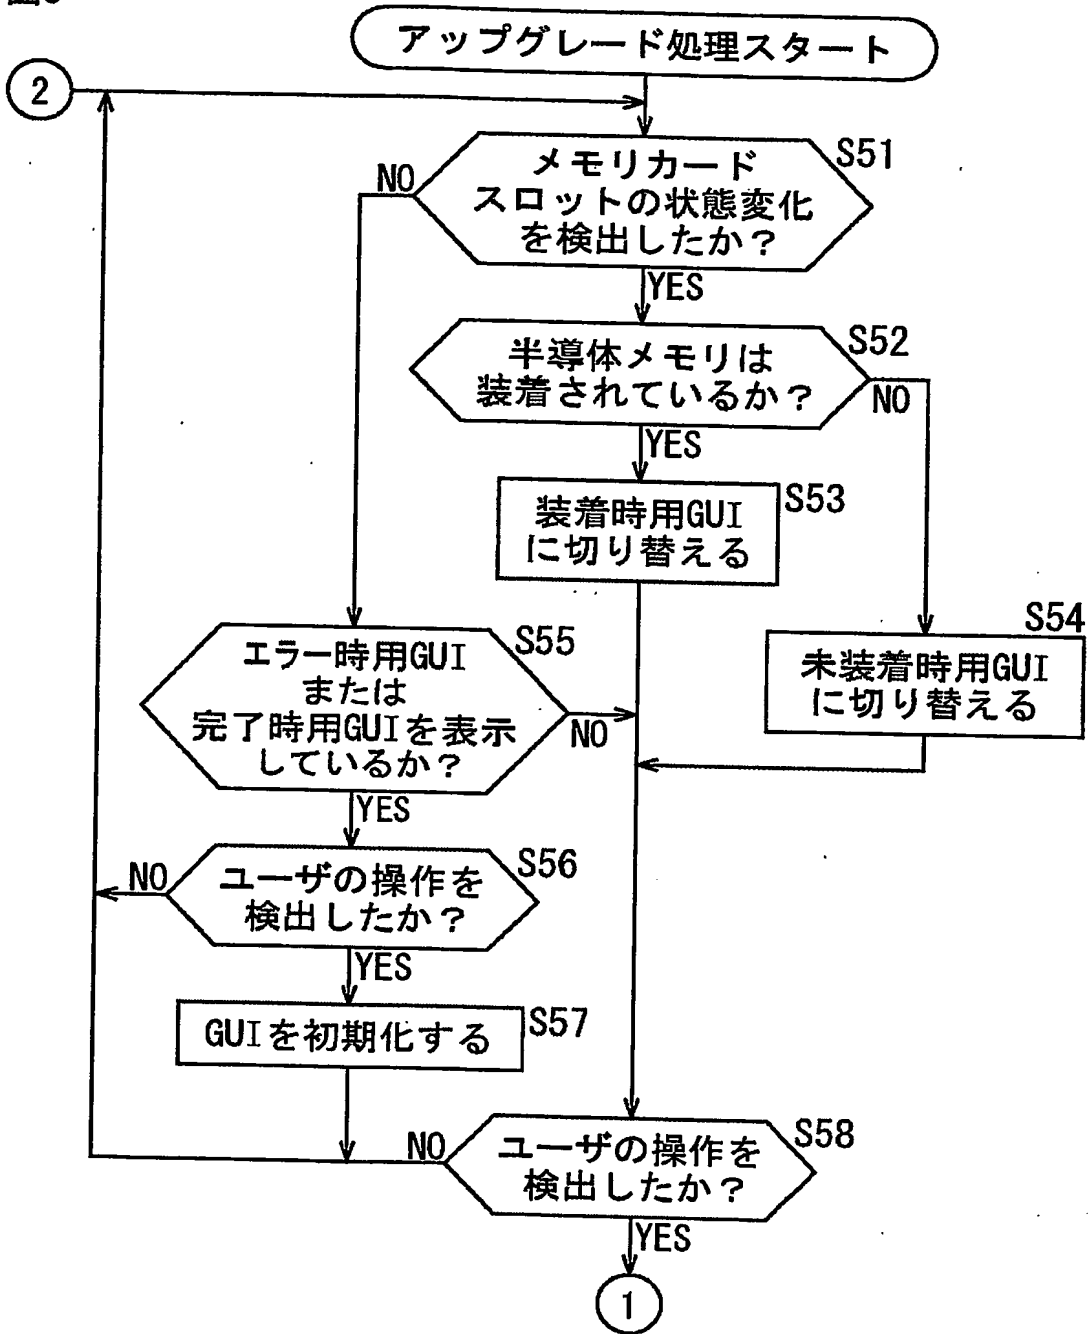 アップグレード処理スタート
2
メモリカード
スロットの状態変化
を検出したか？
S51
NO
YES
半導体メモリは
装着されているか？
S52
NO
YES
装着時用GUI
に切り替える
S53
未装着時用GUI
に切り替える
S54
エラー時用GUI
または
完了時用GUIを表示
しているか？
S55
NO
YES
ユーザの操作を
検出したか？
S56
NO
YES
GUIを初期化する
S57
ユーザの操作を
検出したか？
S58
NO
YES
1